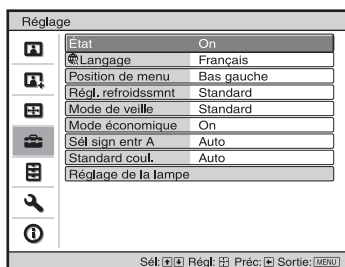 Réglage
État On
Langage Français
Position de menu Bas gauche
Régl. refroidssmnt Standard
Mode de veille Standard
Mode économique On
Sél sign entr A Auto
Standard coul. Auto
Réglage de la lampe
Sél: Régl: Préc: Sortie: MENU